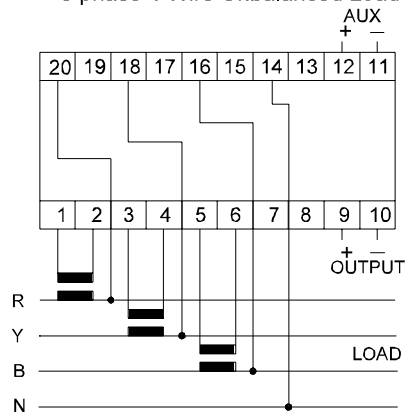 3 phase 4 Wire Unbalanced Load
AUX
+ —
20 19 18 17 16 15 14 13 12 11
1 2 3 4 5 6 7 8 9 10
+ —
OUTPUT
R
Y
LOAD
B
N